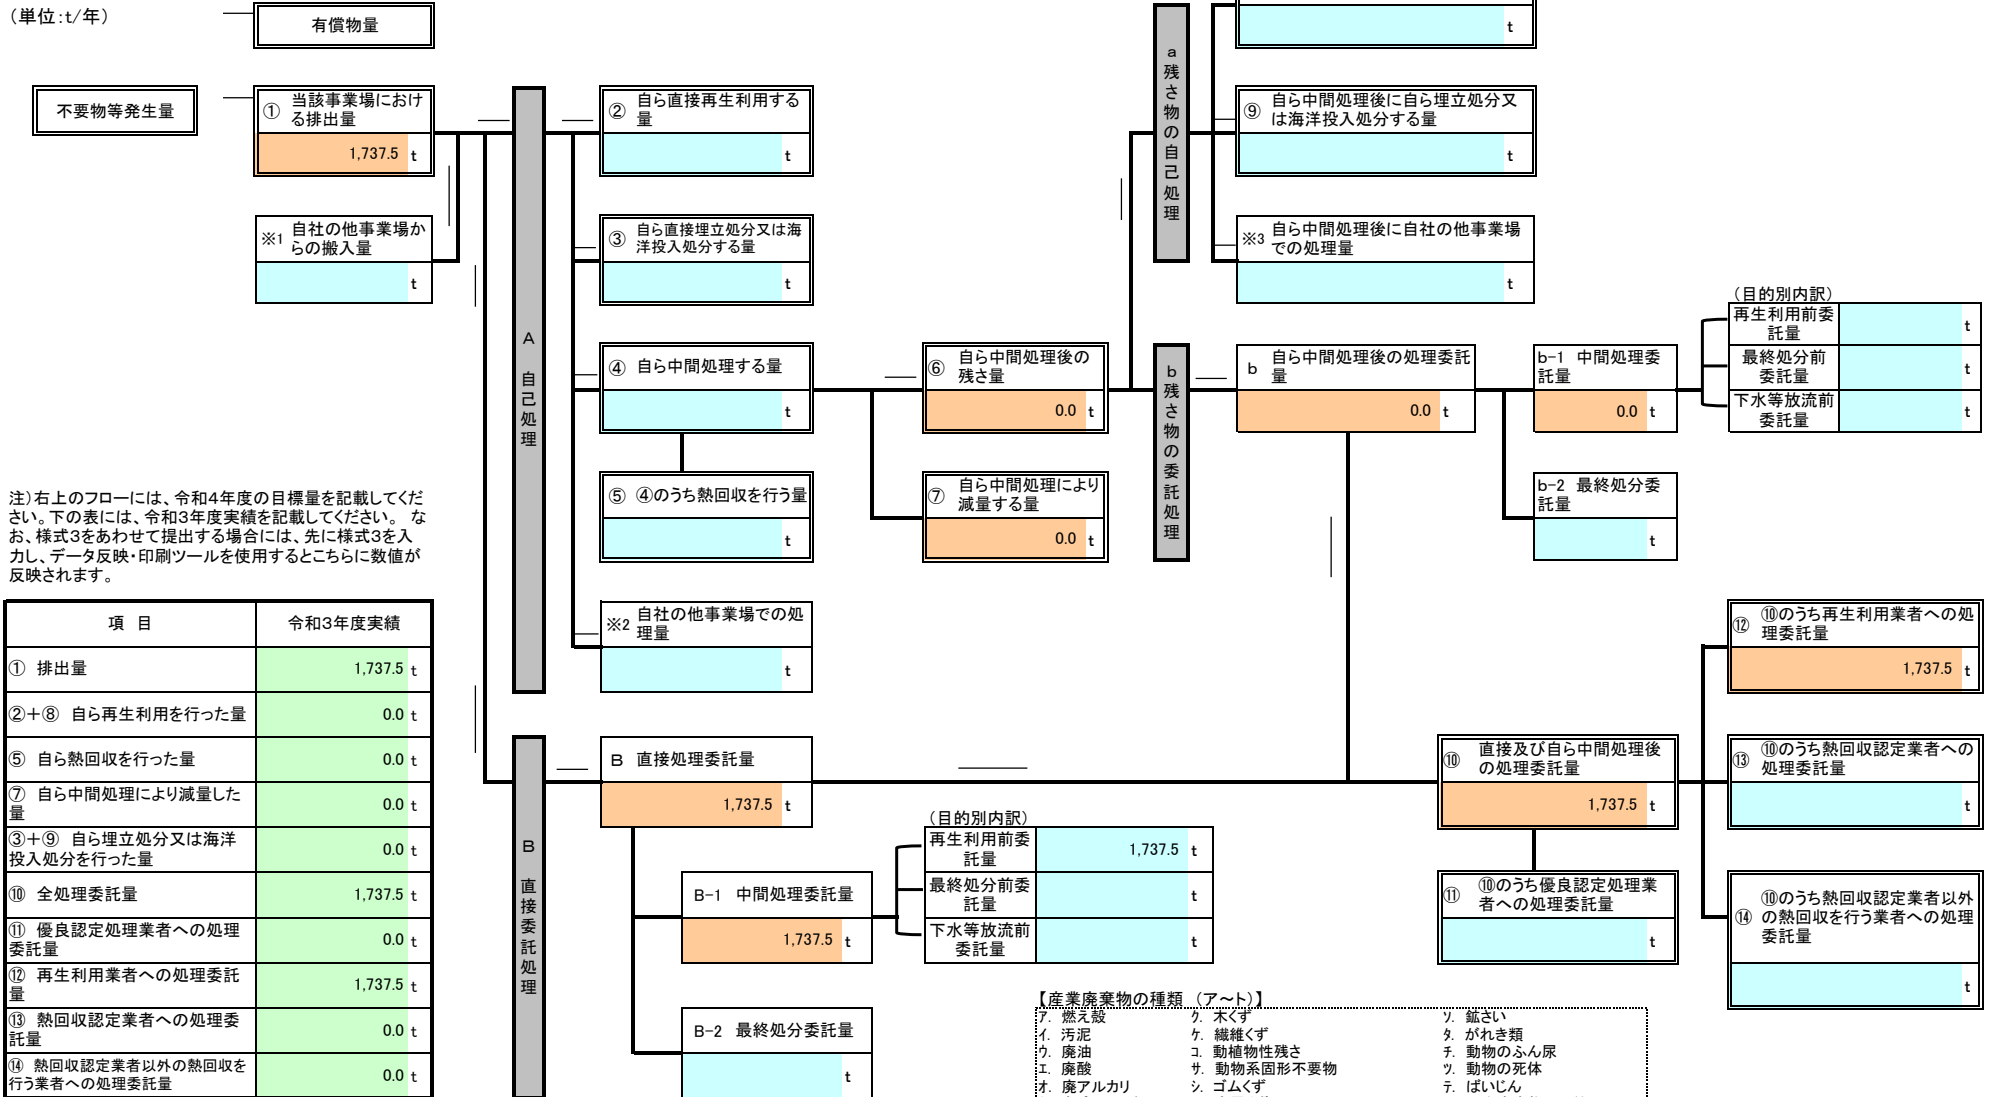 (単位:t/年)
有償物量
t
不要物等発生量
① 当該事業場におけ
る排出量
1,737.5 t
※1 自社の他事業場か
らの搬入量
t
A 自己処理
② 自ら直接再生利用する
量
t
③ 自ら直接埋立処分又は海
洋投入処分する量
t
④ 自ら中間処理する量
t
⑤ ④のうち熱回収を行う量
t
※2 自社の他事業場での処
理量
t
⑥ 自ら中間処理後の
残さ量
0.0 t
⑦ 自ら中間処理により
減量する量
0.0 t
a 残さ物の自己処理
⑨ 自ら中間処理後に自ら埋立処分又
は海洋投入処分する量
t
※3 自ら中間処理後に自社の他事業場
での処理量
t
b 残さ物の委託処理
b 自ら中間処理後の処理委託
量
0.0 t
b-1 中間処理委
託量
0.0 t
(目的別内訳)
再生利用前委
託量
t
最終処分前
委託量
t
下水等放流前
委託量
t
b-2 最終処分委
託量
t
注)右上のフローには、令和4年度の目標量を記載してくだ
さい。下の表には、令和3年度実績を記載してください。 な
お、様式3をあわせて提出する場合には、先に様式3を入
力し、データ反映・印刷ツールを使用するとこちらに数値が
反映されます。
項 目 令和3年度実績
① 排出量 1,737.5 t
②+⑧ 自ら再生利用を行った量 0.0 t
⑤ 自ら熱回収を行った量 0.0 t
⑦ 自ら中間処理により減量した
量 0.0 t
③+⑨ 自ら埋立処分又は海洋
投入処分を行った量 0.0 t
⑩ 全処理委託量 1,737.5 t
⑪ 優良認定処理業者への処理
委託量 0.0 t
⑫ 再生利用業者への処理委託
量 1,737.5 t
⑬ 熱回収認定業者への処理委
託量 0.0 t
⑭ 熱回収認定業者以外の熱回収を
行う業者への処理委託量 0.0 t
B 直接委託処理
B 直接処理委託量
1,737.5 t
B-1 中間処理委託量
1,737.5 t
(目的別内訳)
再生利用前委
託量
1,737.5 t
最終処分前委
託量
t
下水等放流前
委託量
t
B-2 最終処分委託量
t
⑩ 直接及び自ら中間処理後
の処理委託量
1,737.5 t
⑪ ⑩のうち優良認定処理業
者への処理委託量
t
⑫ ⑩のうち再生利用業者への処
理委託量
1,737.5 t
⑬ ⑩のうち熱回収認定業者への
処理委託量
t
⑭ ⑩のうち熱回収認定業者以外
の熱回収を行う業者への処理
委託量
t
【産業廃棄物の種類 (ア〜ト)】
ア. 燃え殻 ク. 木くず ソ. 鉱さい
イ. 汚泥 ケ. 繊維くず タ. がれき類
ウ. 廃油 コ. 動植物性残さ チ. 動物のふん尿
エ. 廃酸 サ. 動物系固形不要物 ツ. 動物の死体
オ. 廃アルカリ シ. ゴムくず テ. ばいじん